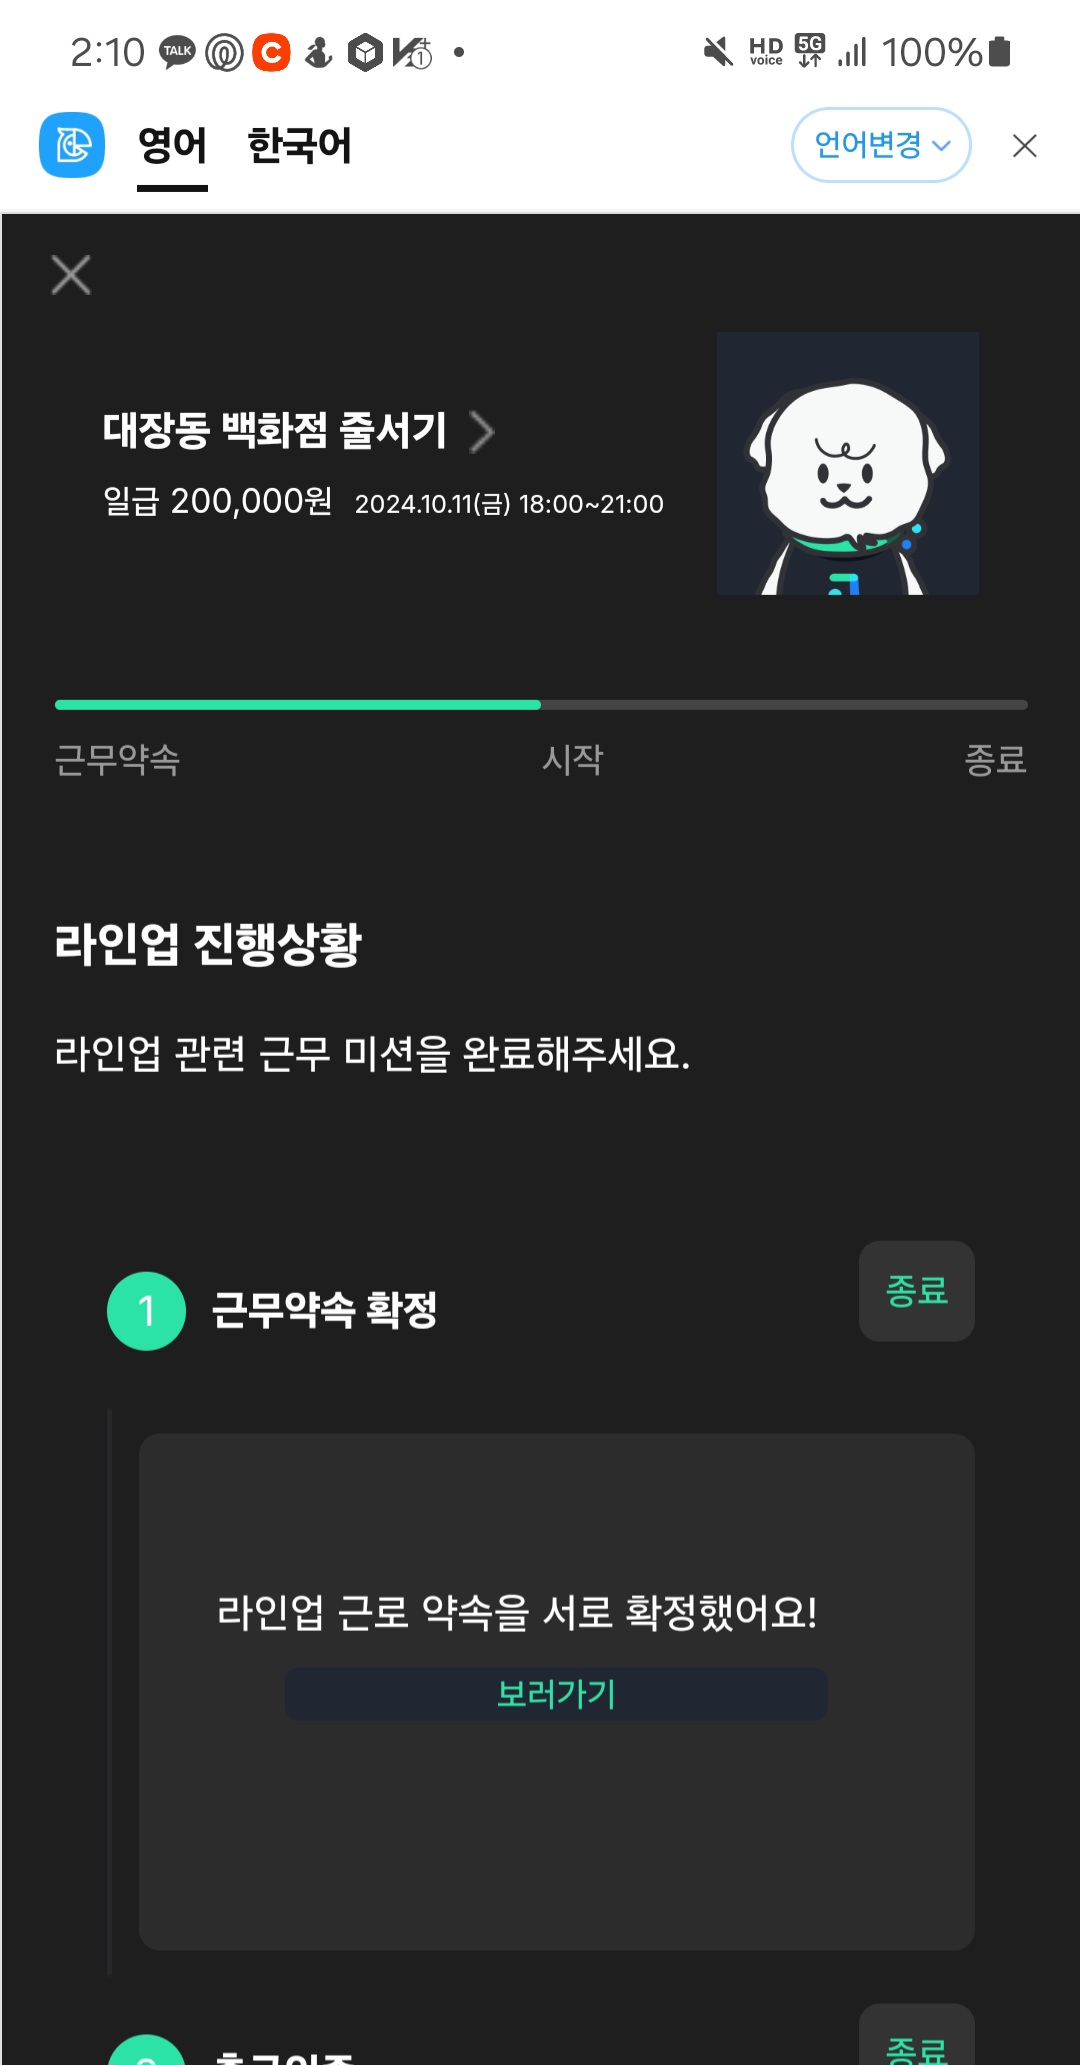 2:10 TALK C 1 HD voice 5G 100%
영어 한국어 언어변경
대장동 백화점 줄서기
일급 200,000원 2024.10.11(금) 18:00~21:00
근무약속 시작 종료
라인업 진행상황
라인업 관련 근무 미션을 완료해주세요.
1 근무약속 확정 종료
라인업 근로 약속을 서로 확정했어요!
보러가기
종료